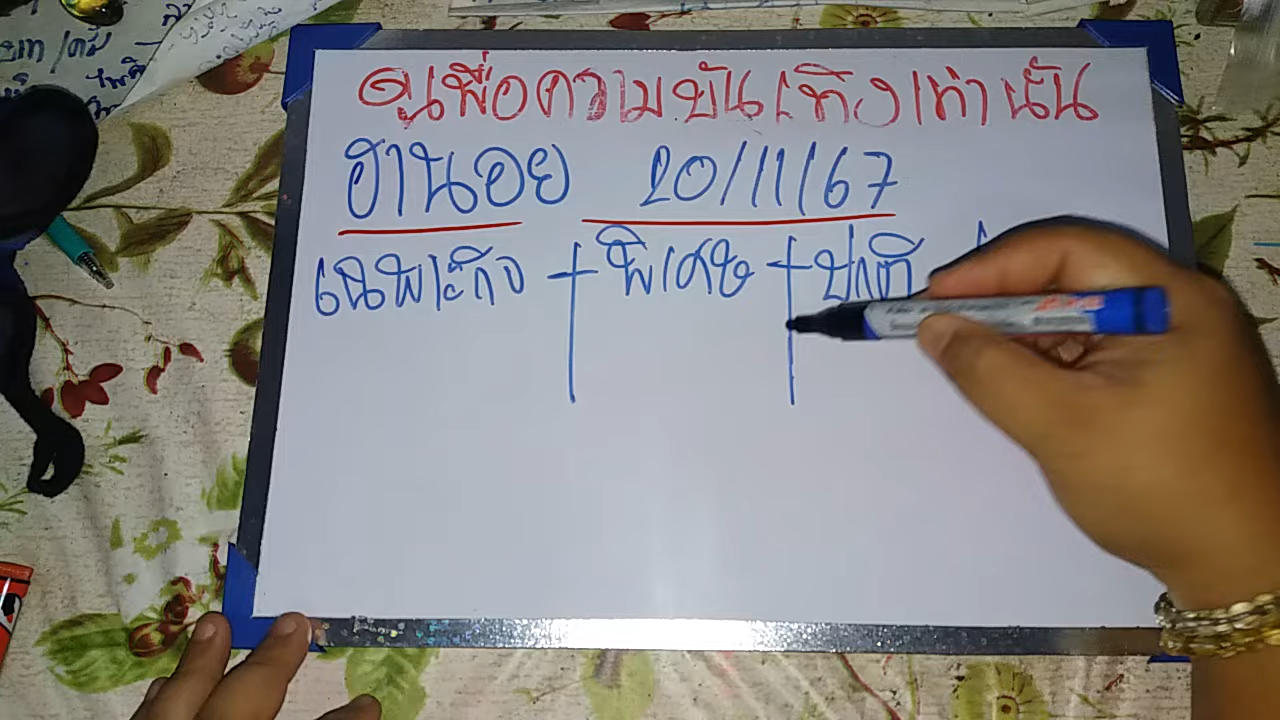 ดูเพื่อความบันเทิงเท่านั้น
ฮานอย 20/11/67
เฉพาะกิจ + พิเศษ + ปกติ